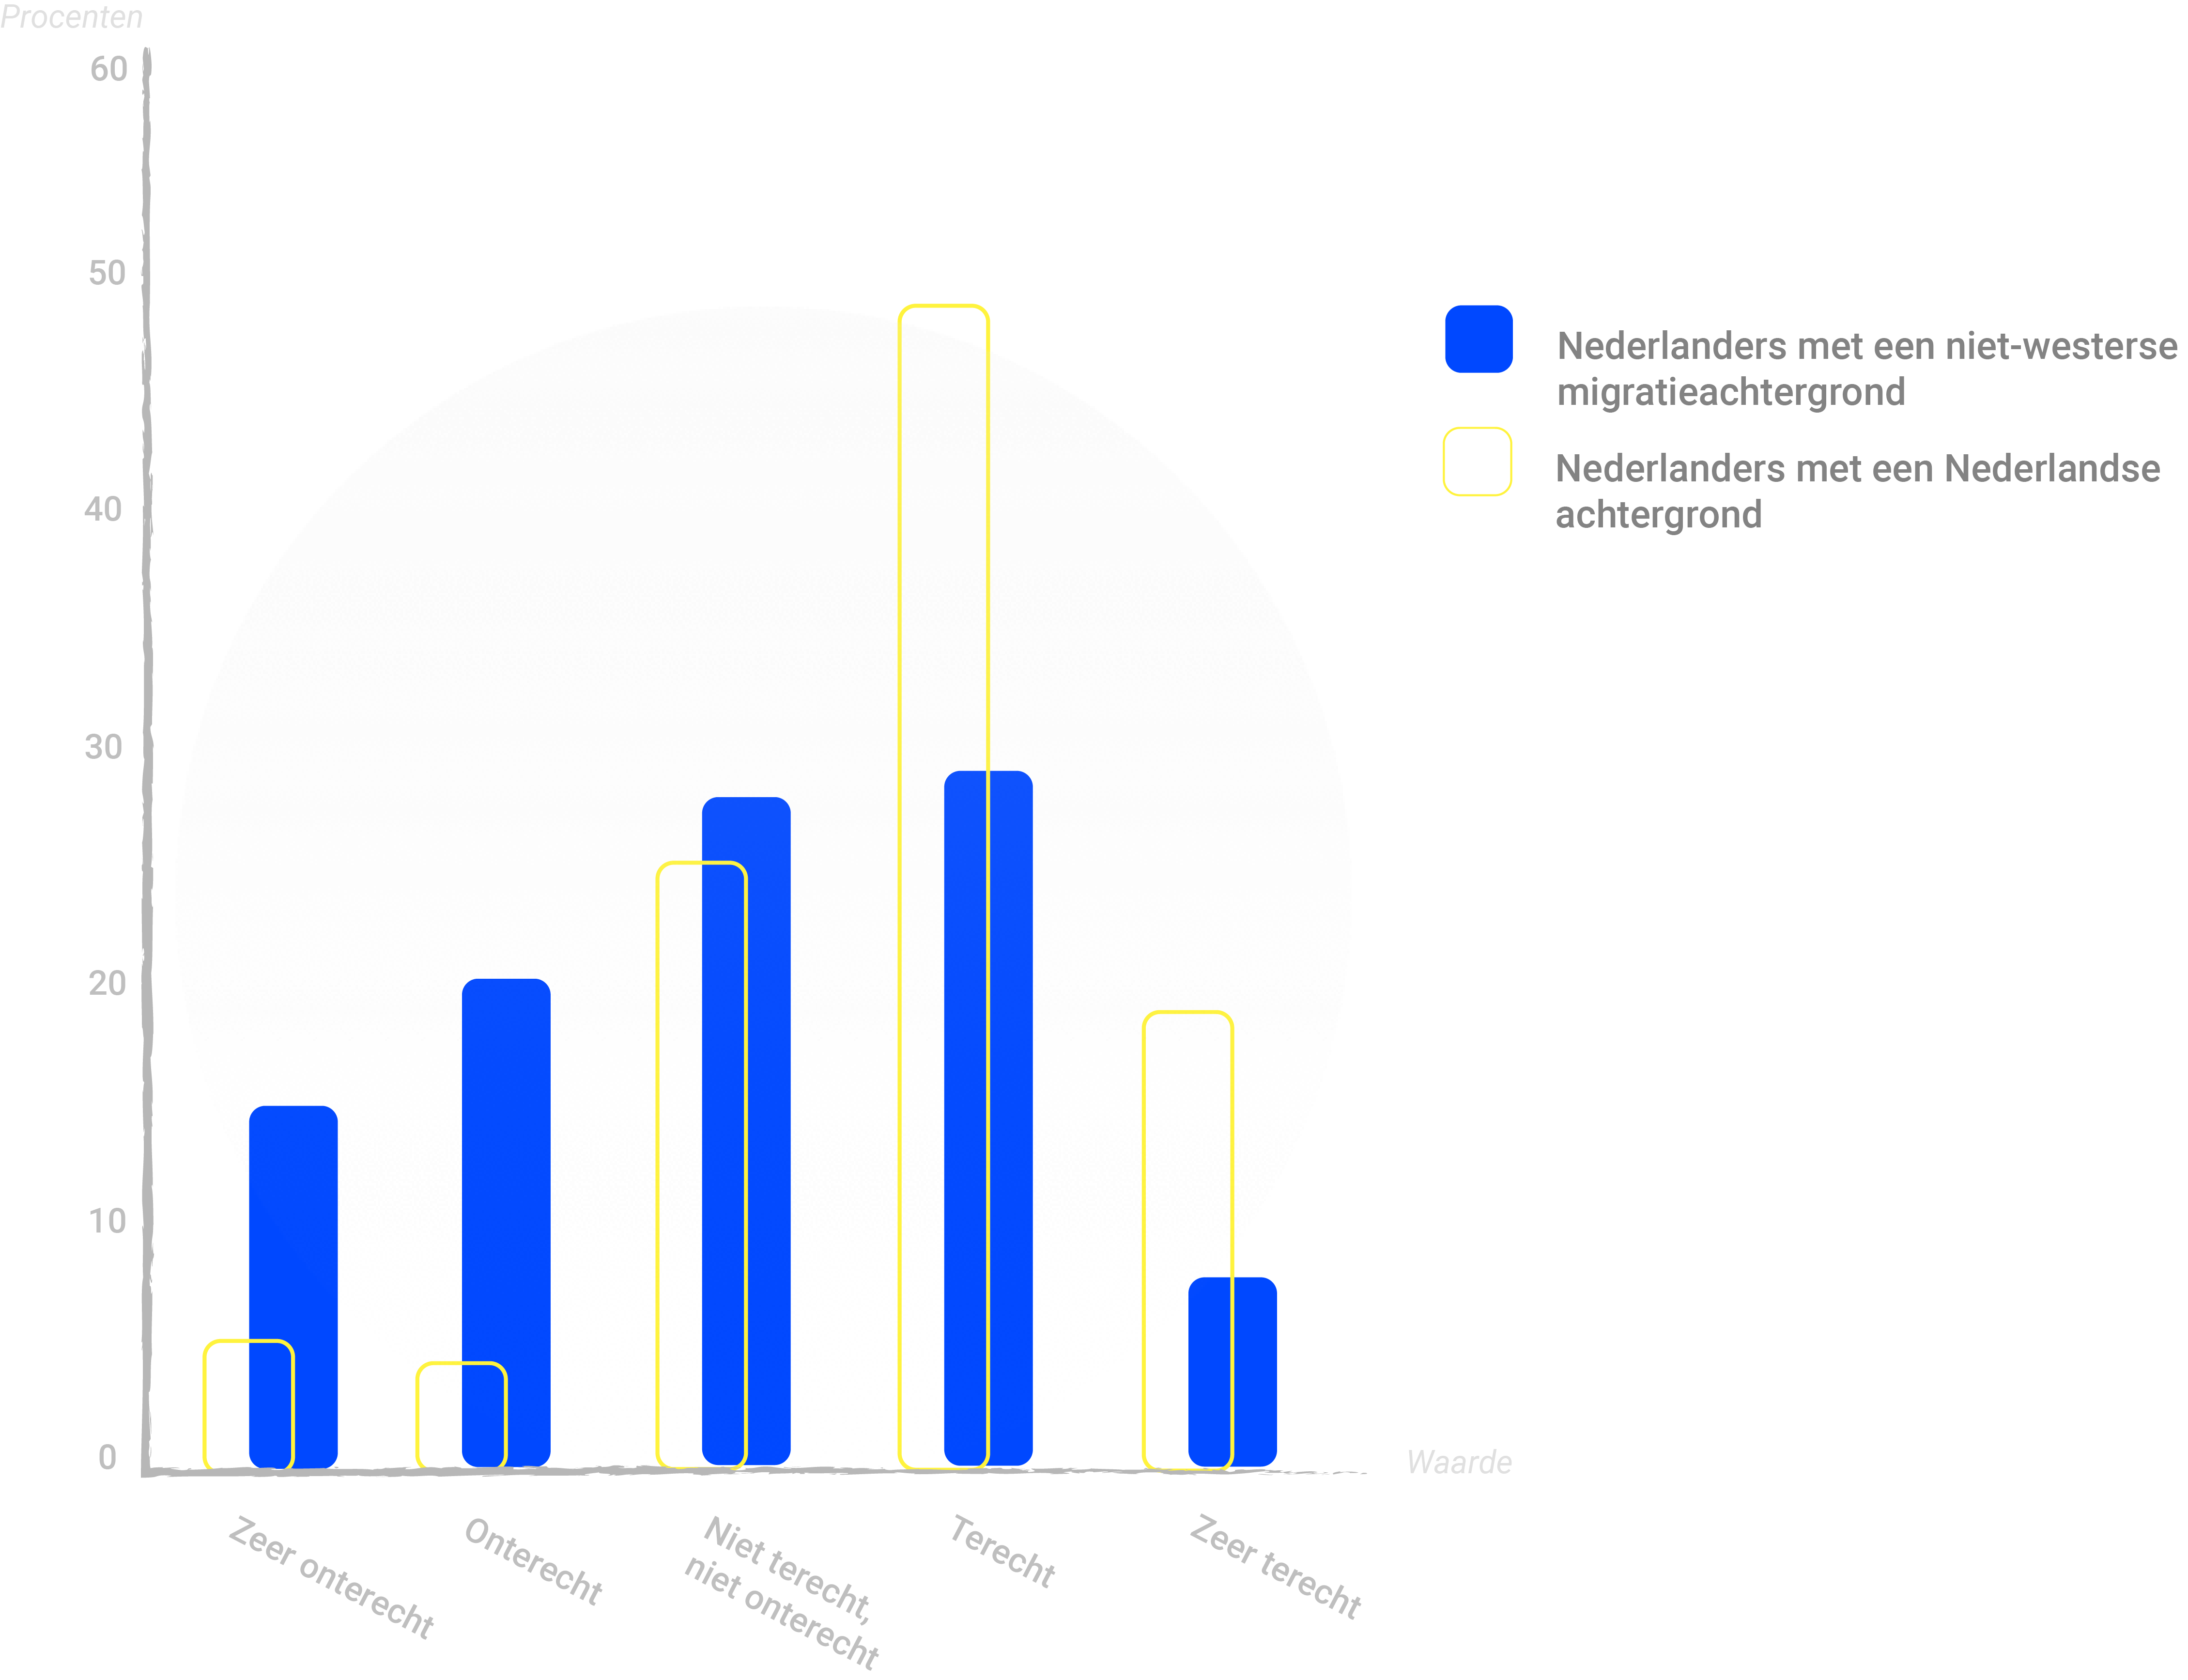 Procenten
60
50
40
30
20
10
0
Nederlanders met een niet-westerse
migratieachtergrond
Nederlanders met een Nederlandse
achtergrond
Waarde
Zeer onterecht
Onterecht
Niet terecht,
niet onterecht
Terecht
Zeer terecht